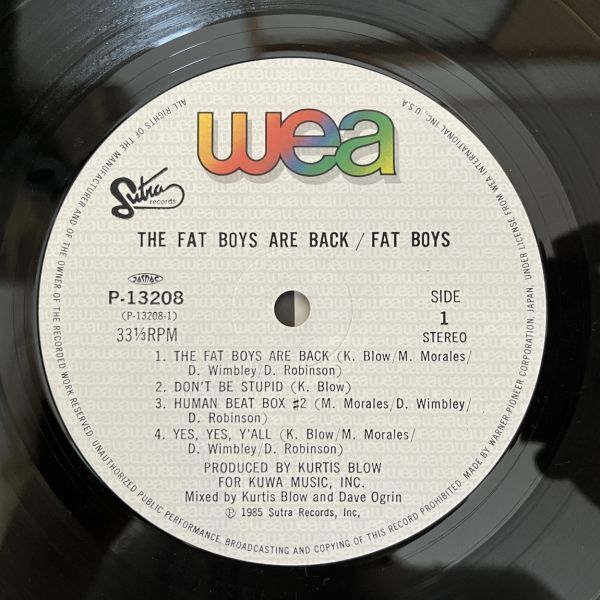 wea
Sutra
records
THE FAT BOYS ARE BACK / FAT BOYS
JASRAC
P-13208
(P-13208-1)
33⅓RPM
SIDE
1
STEREO
1. THE FAT BOYS ARE BACK (K. Blow/M. Morales/
D. Wimbley/D. Robinson)
2. DON'T BE STUPID (K. Blow)
3. HUMAN BEAT BOX ♯2 (M. Morales/D. Wimbley/
D. Robinson)
4. YES, YES, Y'ALL (K. Blow/M. Morales/
D. Wimbley/D. Robinson)
PRODUCED BY KURTIS BLOW
FOR KUWA MUSIC, INC.
Mixed by Kurtis Blow and Dave Ogrin
℗ 1985 Sutra Records, Inc,
ALL RIGHTS OF THE MANUFACTURER AND OF THE OWNER OF THE RECORDED WORK RESERVED. UNAUTHORIZED PUBLIC PERFORMANCE, BROADCASTING AND COPYING OF THIS RECORD PROHIBITED. MADE BY WARNER-PIONEER CORPORATION, JAPAN. UNDER LICENSE FROM WEA INTERNATIONAL INC. U.S.A